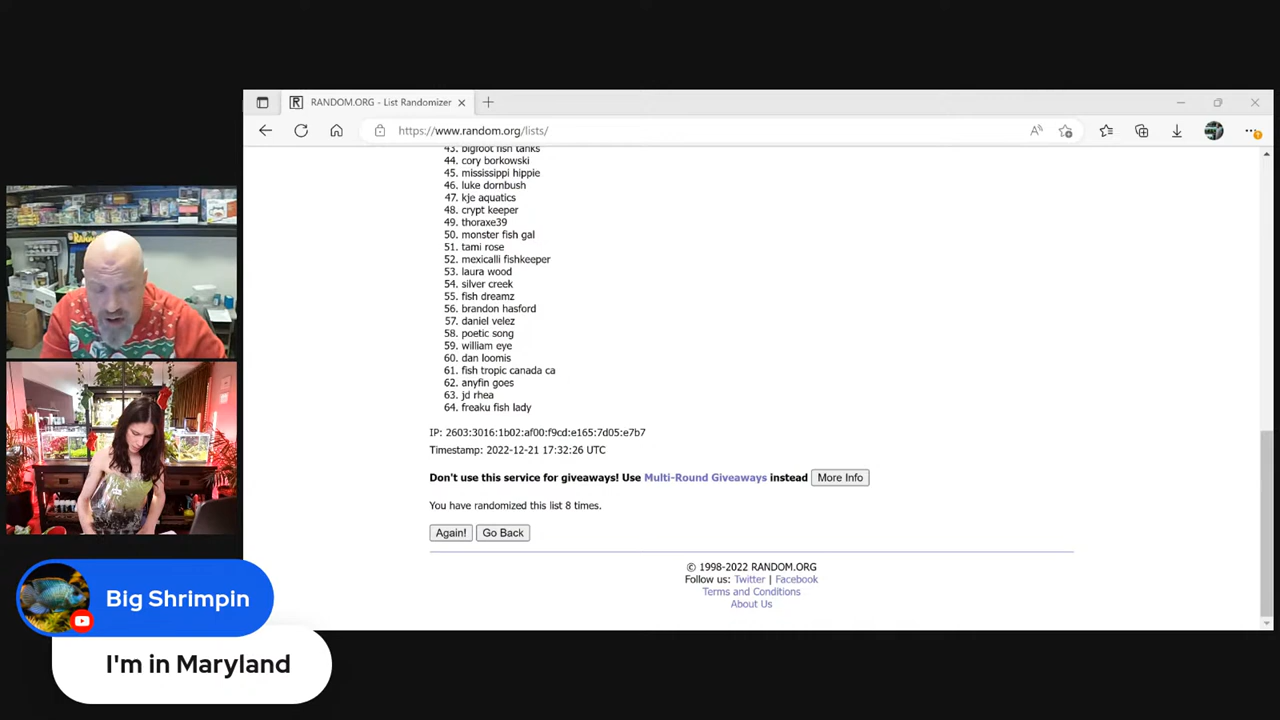 RANDOM.ORG - List Randomizer
https://www.random.org/lists/
43. bigfoot fish tanks
44. cory borkowski
45. mississippi hippie
46. luke dornbush
47. kje aquatics
48. crypt keeper
49. thoraxe39
50. monster fish gal
51. tami rose
52. mexicalli fishkeeper
53. laura wood
54. silver creek
55. fish dreamz
56. brandon hasford
57. daniel velez
58. poetic song
59. william eye
60. dan loomis
61. fish tropic canada ca
62. anyfin goes
63. jd rhea
64. freaku fish lady
IP: 2603:3016:1b02:af00:f9cd:e165:7d05:e7b7
Timestamp: 2022-12-21 17:32:26 UTC
Don't use this service for giveaways! Use Multi-Round Giveaways instead More Info
You have randomized this list 8 times.
Again! Go Back
© 1998-2022 RANDOM.ORG
Follow us: Twitter | Facebook
Terms and Conditions
About Us
Big Shrimpin
I'm in Maryland